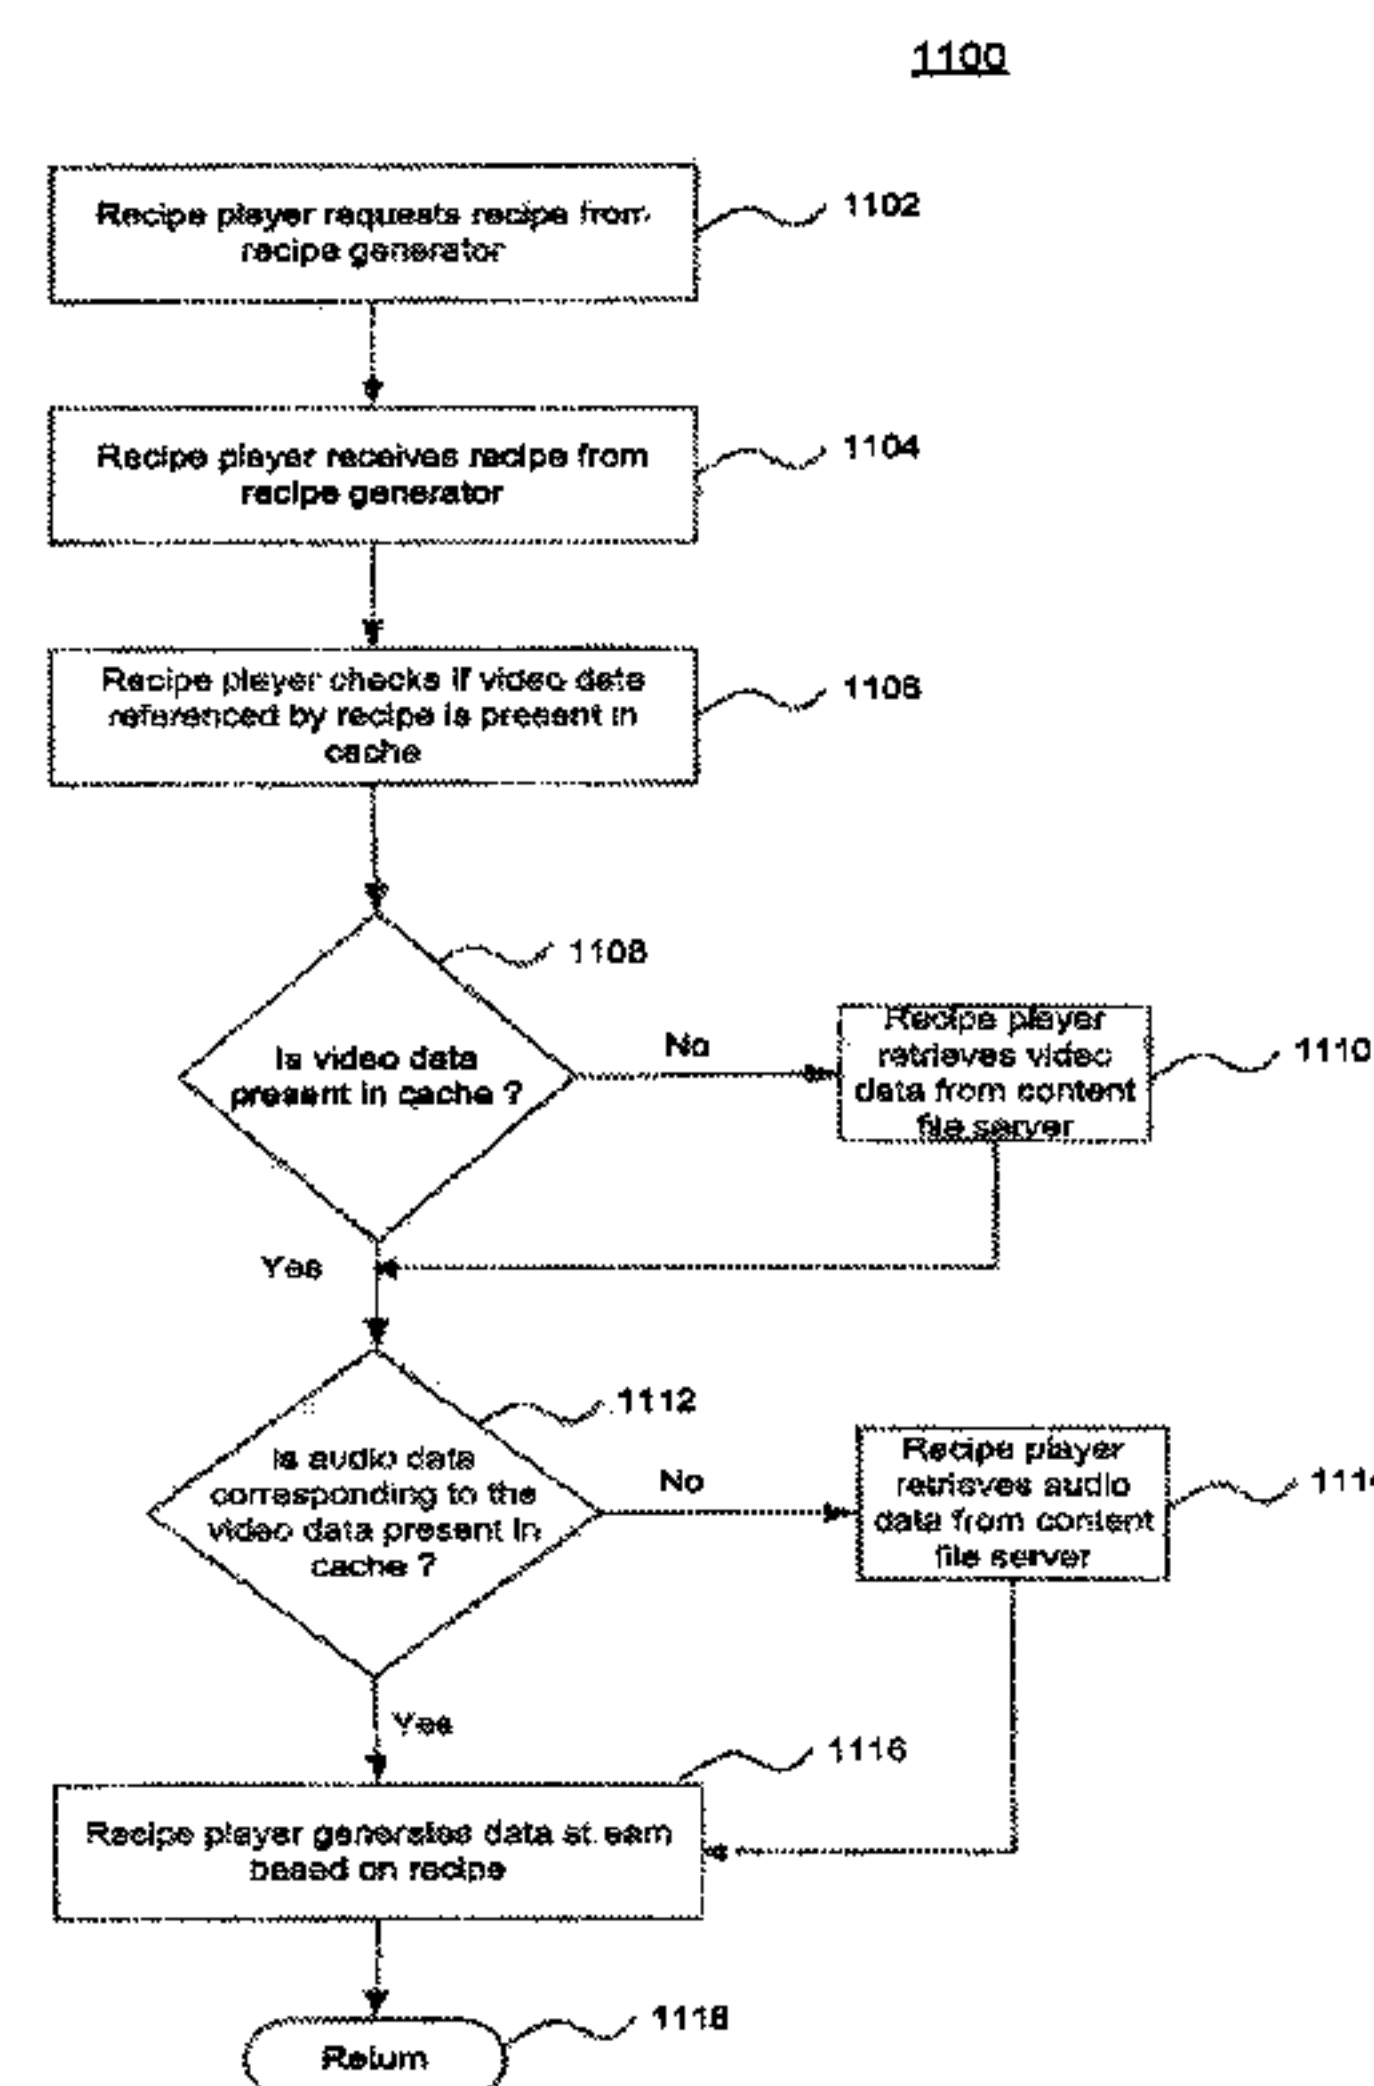 1100
Recipe player requests recipe from
recipe generator
1102
Recipe player receives recipe from
recipe generator
1104
Recipe player checks if video data
referenced by recipe is present in
cache
1106
1108
Is video data
present in cache ?
No
Recipe player
retrieves video
data from content
file server
1110
Yes
1112
Is audio data
corresponding to the
video data present in
cache ?
No
Recipe player
retrieves audio
data from content
file server
1114
Yes
1116
Recipe player generates data stream
based on recipe
1118
Return